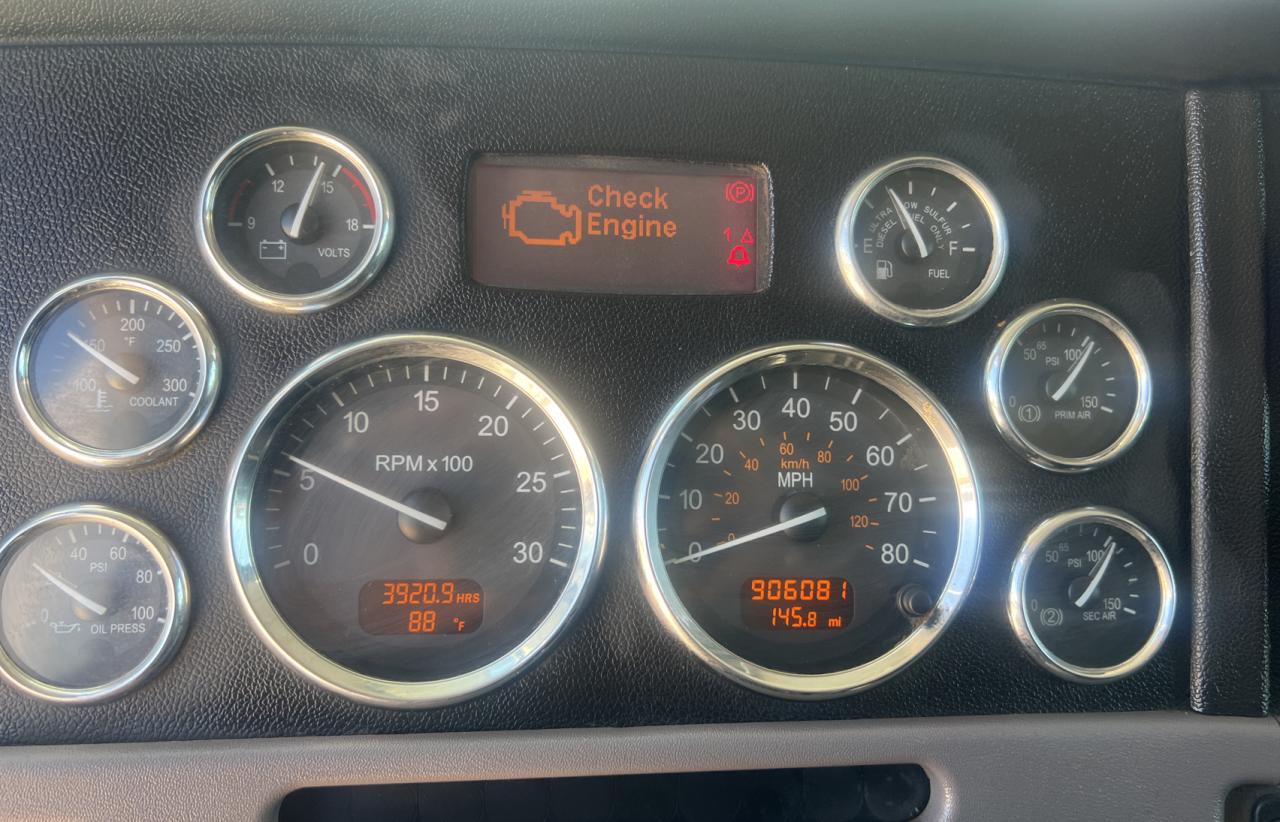 12 15
9 18
VOLTS
Check
Engine
(P)
1
ULTRA LOW SULFUR
DIESEL FUEL ONLY
E F
FUEL
200
°F
150 250
100 300
COOLANT
10 15 20
RPM x 100
5 25
0 30
3920.9 HRS
88 °F
30 40 50
20 60
60
40 80
km/h
MPH
100
10 70
20
120
0 80
906081
145.8 mi
65
50 PSI 100
0 150
(1) PRIM AIR
40 60
PSI
80
0 100
OIL PRESS
65
50 PSI 100
0 150
(2) SEC AIR